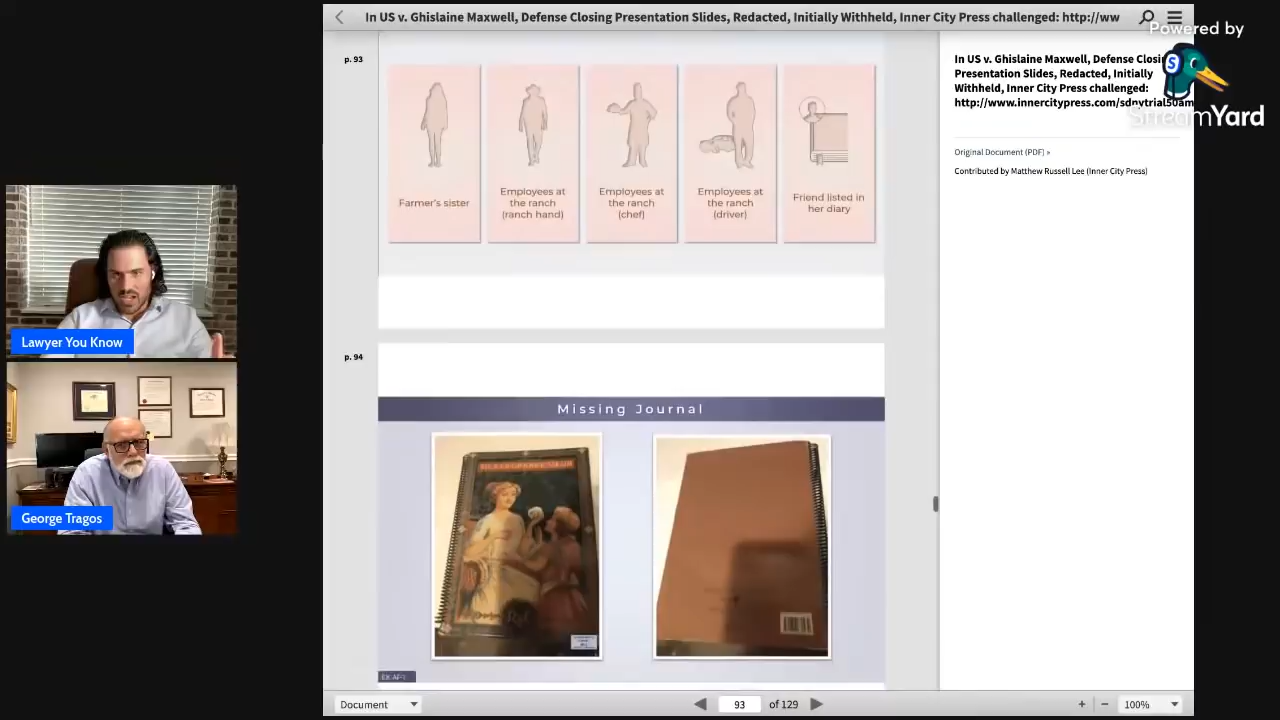 In US v. Ghislaine Maxwell, Defense Closing Presentation Slides, Redacted, Initially Withheld, Inner City Press challenged: http://ww
Powered by
StreamYard
p. 93
Farmer's sister
Employees at
the ranch
(ranch hand)
Employees at
the ranch
(chef)
Employees at
the ranch
(driver)
Friend listed in
her diary
In US v. Ghislaine Maxwell, Defense Closi
Presentation Slides, Redacted, Initially
Withheld, Inner City Press challenged:
http://www.innercitypress.com/sdnytrial50am
Original Document (PDF) »
Contributed by Matthew Russell Lee (Inner City Press)
Lawyer You Know
George Tragos
p. 94
Missing Journal
Document
93
of 129
100%